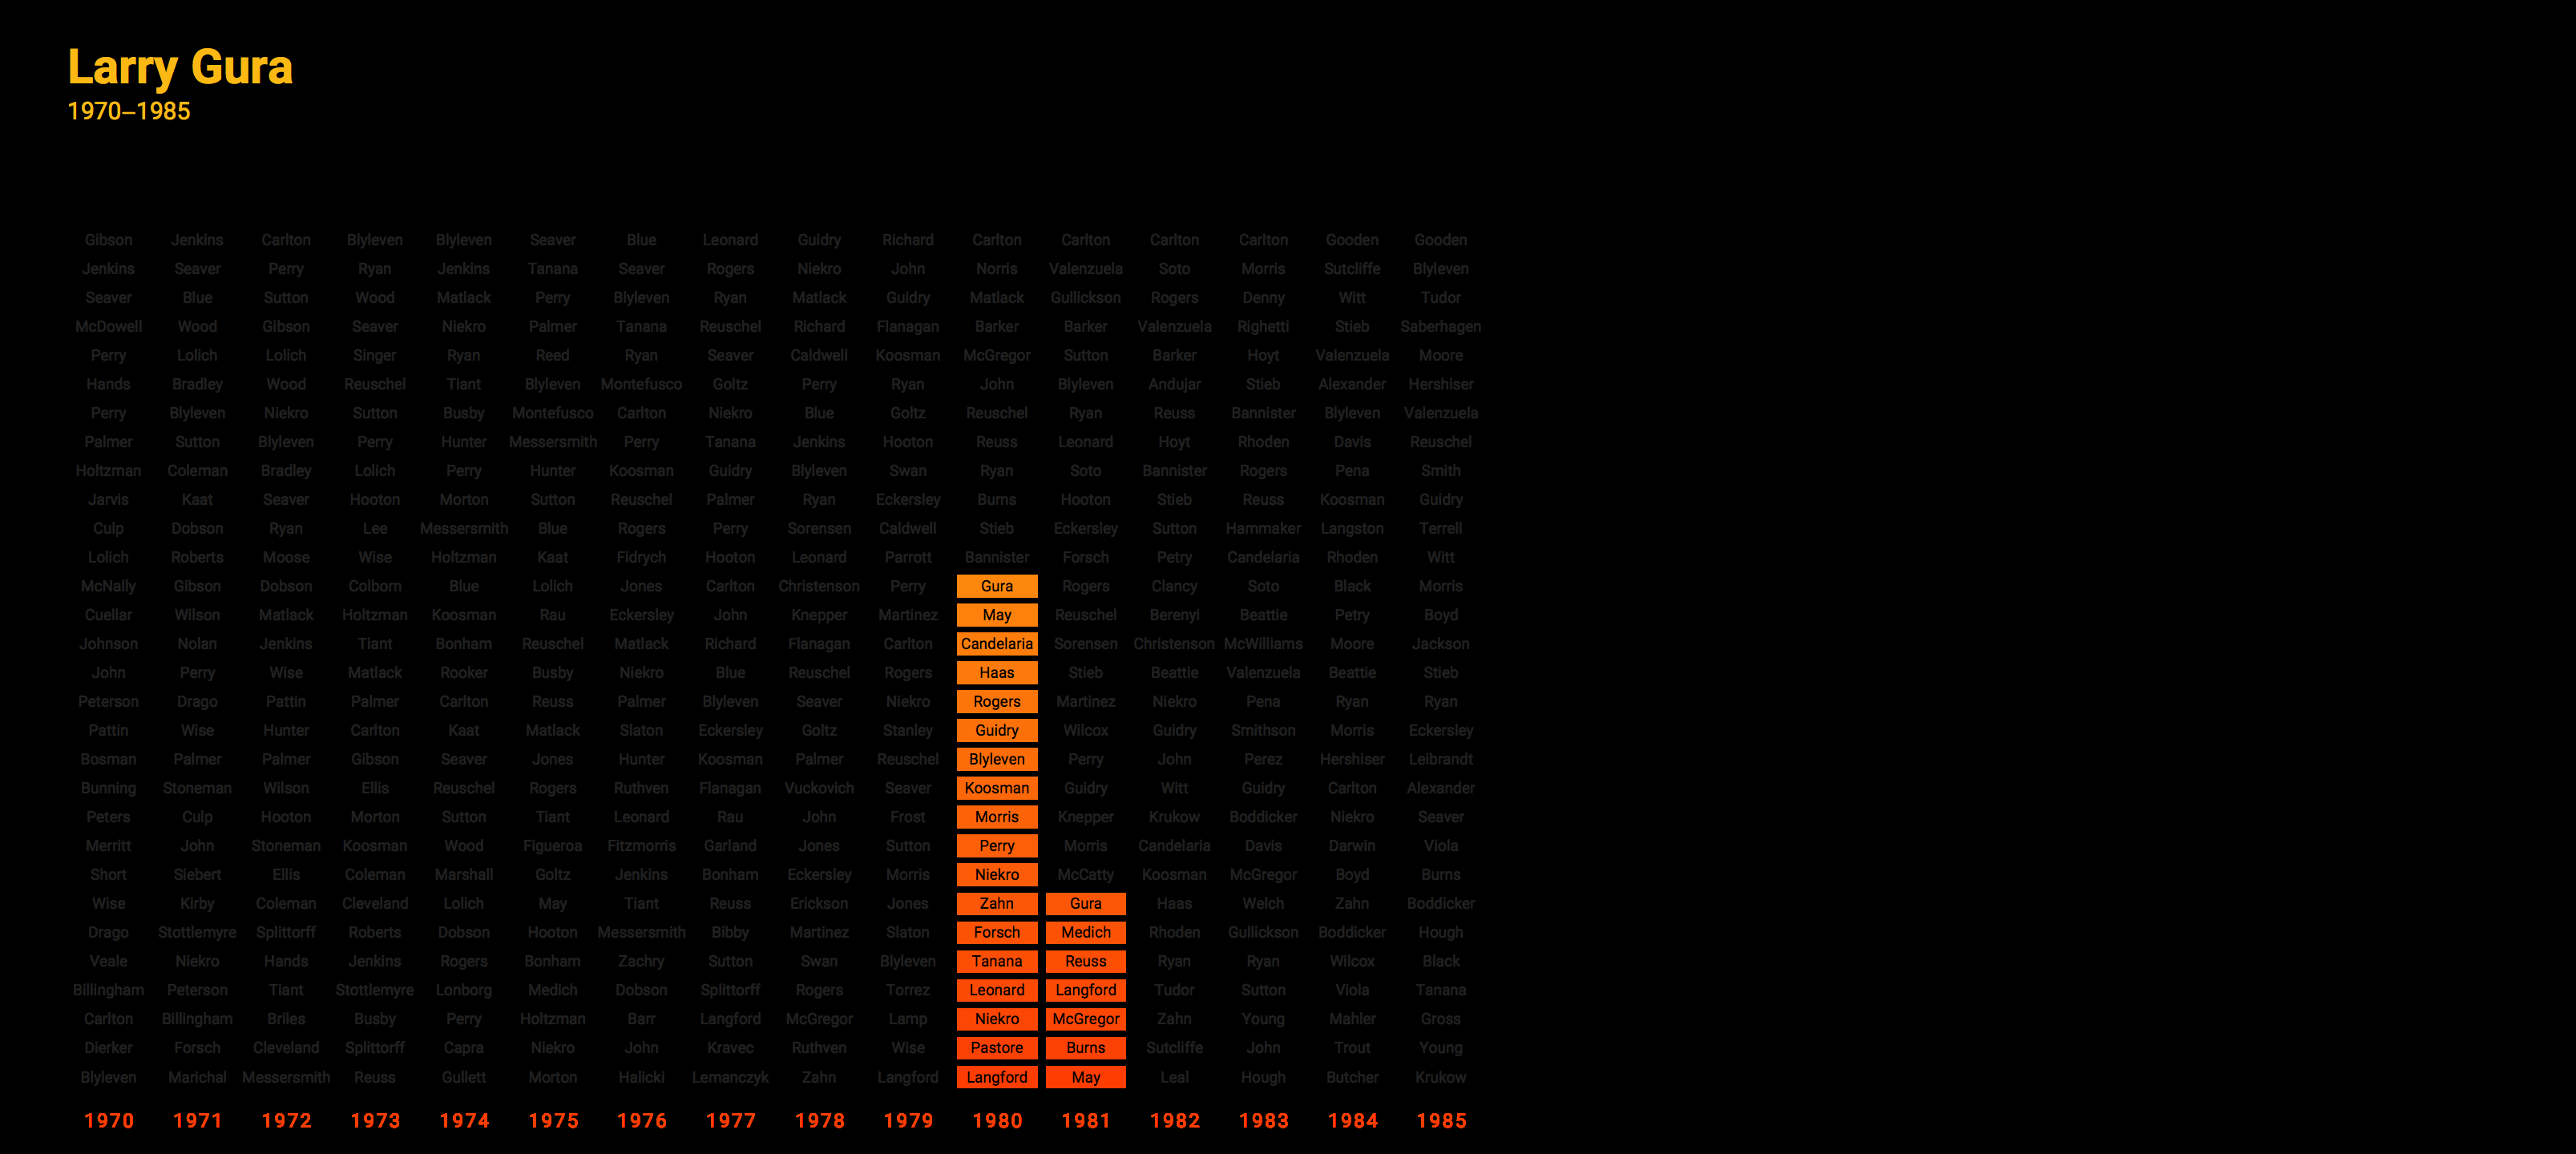 Larry Gura
1970–1985
Gibson Jenkins Carlton Blyleven Blyleven Seaver Blue Leonard Guidry Richard Carlton Carlton Carlton Carlton Gooden Gooden
Jenkins Seaver Perry Ryan Jenkins Tanana Seaver Rogers Niekro John Norris Valenzuela Soto Morris Sutcliffe Blyleven
Seaver Blue Sutton Wood Matlack Perry Blyleven Ryan Matlack Guidry Matlack Gullickson Rogers Denny Witt Tudor
McDowell Wood Gibson Seaver Niekro Palmer Tanana Reuschel Richard Flanagan Barker Barker Valenzuela Righetti Stieb Saberhagen
Perry Lolich Lolich Singer Ryan Reed Ryan Seaver Caldwell Koosman McGregor Sutton Barker Hoyt Valenzuela Moore
Hands Bradley Wood Reuschel Tiant Blyleven Montefusco Goltz Perry Ryan John Blyleven Andujar Stieb Alexander Hershiser
Perry Blyleven Niekro Sutton Busby Montefusco Carlton Niekro Blue Goltz Reuschel Ryan Reuss Bannister Blyleven Valenzuela
Palmer Sutton Blyleven Perry Hunter Messersmith Perry Tanana Jenkins Hooton Reuss Leonard Hoyt Rhoden Davis Reuschel
Holtzman Coleman Bradley Lolich Perry Hunter Koosman Guidry Blyleven Swan Ryan Soto Bannister Rogers Pena Smith
Jarvis Kaat Seaver Hooton Morton Sutton Reuschel Palmer Ryan Eckersley Burns Hooton Stieb Reuss Koosman Guidry
Culp Dobson Ryan Lee Messersmith Blue Rogers Perry Sorensen Caldwell Stieb Eckersley Sutton Hammaker Langston Terrell
Lolich Roberts Moose Wise Holtzman Kaat Fidrych Hooton Leonard Parrott Bannister Forsch Petry Candelaria Rhoden Witt
McNally Gibson Dobson Colborn Blue Lolich Jones Carlton Christenson Perry Gura Rogers Clancy Soto Black Morris
Cuellar Wilson Matlack Holtzman Koosman Rau Eckersley John Knepper Martinez May Reuschel Berenyi Beattie Petry Boyd
Johnson Nolan Jenkins Tiant Bonham Reuschel Matlack Richard Flanagan Carlton Candelaria Sorensen Christenson McWilliams Moore Jackson
John Perry Wise Matlack Rooker Busby Niekro Blue Reuschel Rogers Haas Stieb Beattie Valenzuela Beattie Stieb
Peterson Drago Pattin Palmer Carlton Reuss Palmer Blyleven Seaver Niekro Rogers Martinez Niekro Pena Ryan Ryan
Pattin Wise Hunter Carlton Kaat Matlack Slaton Eckersley Goltz Stanley Guidry Wilcox Guidry Smithson Morris Eckersley
Bosman Palmer Palmer Gibson Seaver Jones Hunter Koosman Palmer Reuschel Blyleven Perry John Perez Hershiser Leibrandt
Bunning Stoneman Wilson Ellis Reuschel Rogers Ruthven Flanagan Vuckovich Seaver Koosman Guidry Witt Guidry Carlton Alexander
Peters Culp Hooton Morton Sutton Tiant Leonard Rau John Frost Morris Knepper Krukow Boddicker Niekro Seaver
Merritt John Stoneman Koosman Wood Figueroa Fitzmorris Garland Jones Sutton Perry Morris Candelaria Davis Darwin Viola
Short Siebert Ellis Coleman Marshall Goltz Jenkins Bonham Eckersley Morris Niekro McCatty Koosman McGregor Boyd Burns
Wise Kirby Coleman Cleveland Lolich May Tiant Reuss Erickson Jones Zahn Gura Haas Welch Zahn Boddicker
Drago Stottlemyre Splittorff Roberts Dobson Hooton Messersmith Bibby Martinez Slaton Forsch Medich Rhoden Gullickson Boddicker Hough
Veale Niekro Hands Jenkins Rogers Bonham Zachry Sutton Swan Blyleven Tanana Reuss Ryan Ryan Wilcox Black
Billingham Peterson Tiant Stottlemyre Lonborg Medich Dobson Splittorff Rogers Torrez Leonard Langford Tudor Sutton Viola Tanana
Carlton Billingham Briles Busby Perry Holtzman Barr Langford McGregor Lamp Niekro McGregor Zahn Young Mahler Gross
Dierker Forsch Cleveland Splittorff Capra Niekro John Kravec Ruthven Wise Pastore Burns Sutcliffe John Trout Young
Blyleven Marichal Messersmith Reuss Gullett Morton Halicki Lemanczyk Zahn Langford Langford May Leal Hough Butcher Krukow
1970 1971 1972 1973 1974 1975 1976 1977 1978 1979 1980 1981 1982 1983 1984 1985